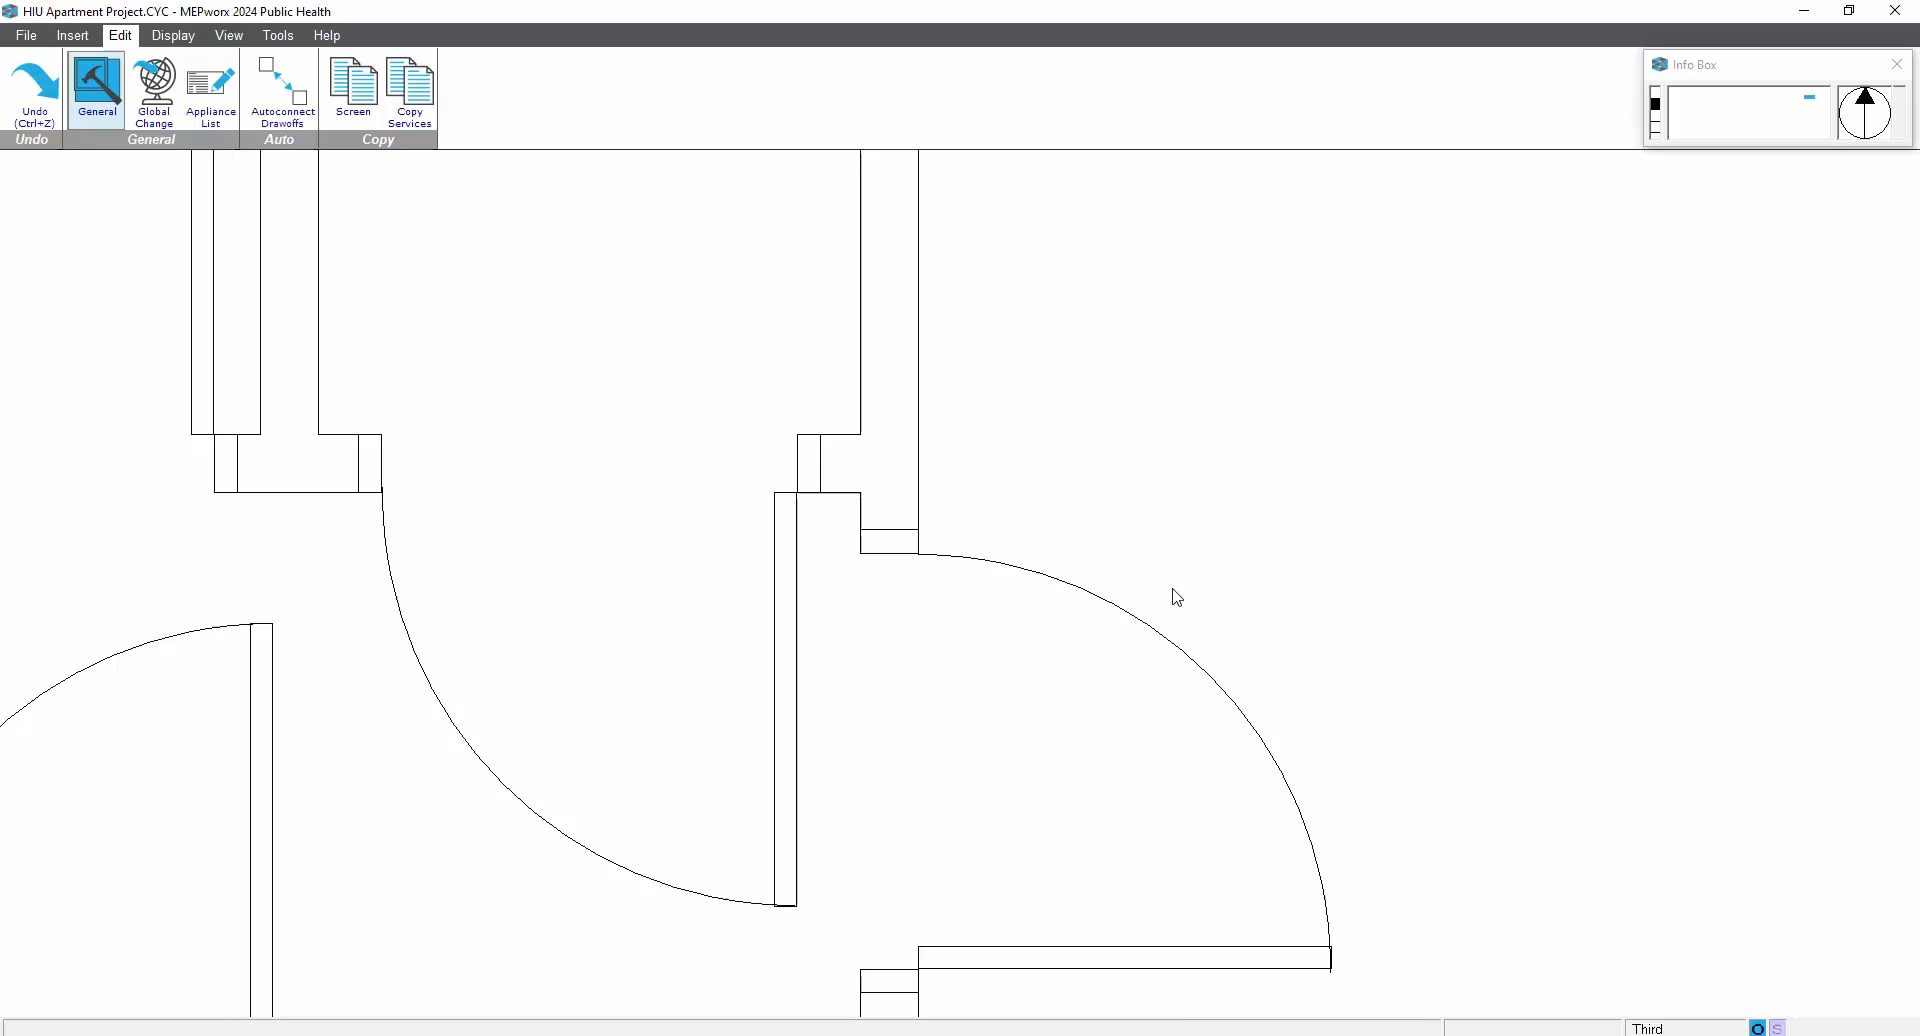 HIU Apartment Project.CYC - MEPworx 2024 Public Health
File Insert Edit Display View Tools Help
Undo
(Ctrl+Z)
General
Global
Change
Appliance
List
Autoconnect
Drawoffs
Screen
Copy
Services
Undo General Auto Copy
Info Box
Third O S